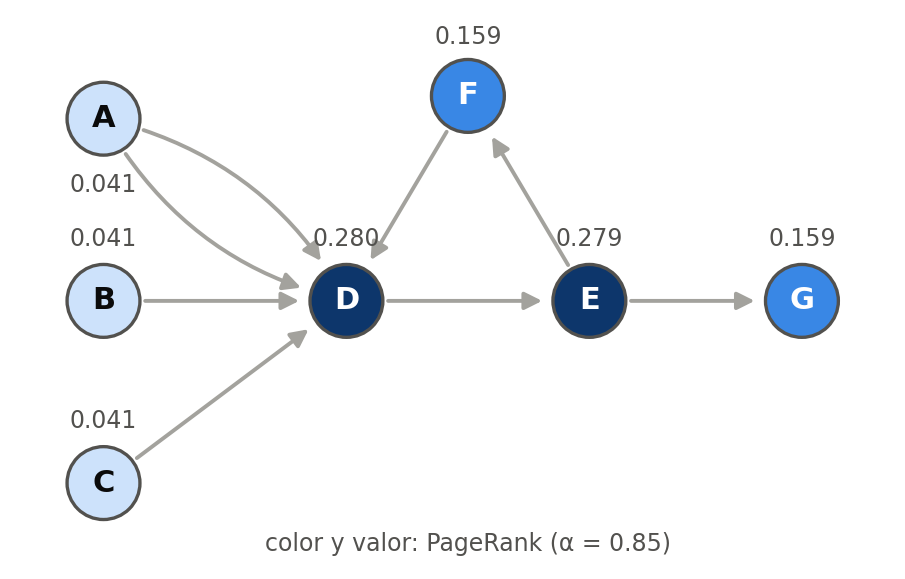 0.159
F
A
0.041
0.041
0.280
0.279
0.159
B
D
E
G
0.041
C
color y valor: PageRank (α = 0.85)